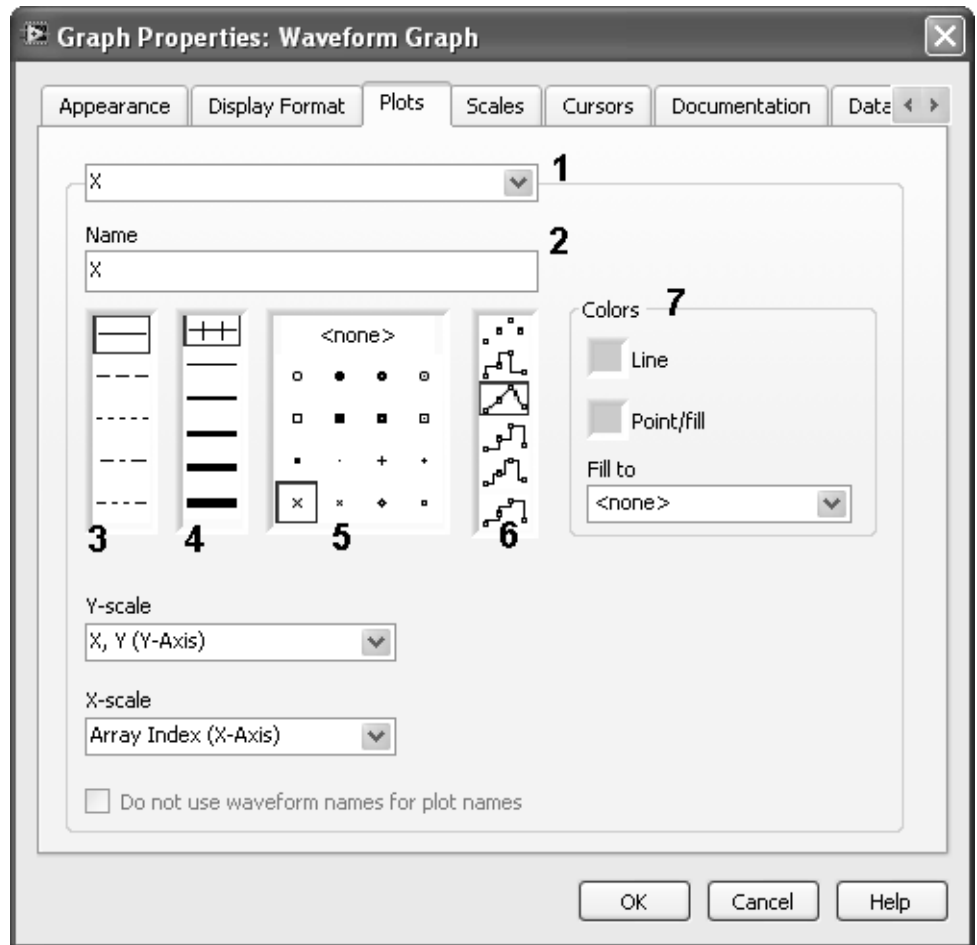 Graph Properties: Waveform Graph
Appearance Display Format Plots Scales Cursors Documentation Data
X 1
Name 2
X
<none>
3 4 5 6
Colors 7
Line
Point/fill
Fill to
<none>
Y-scale
X, Y (Y-Axis)
X-scale
Array Index (X-Axis)
Do not use waveform names for plot names
OK Cancel Help